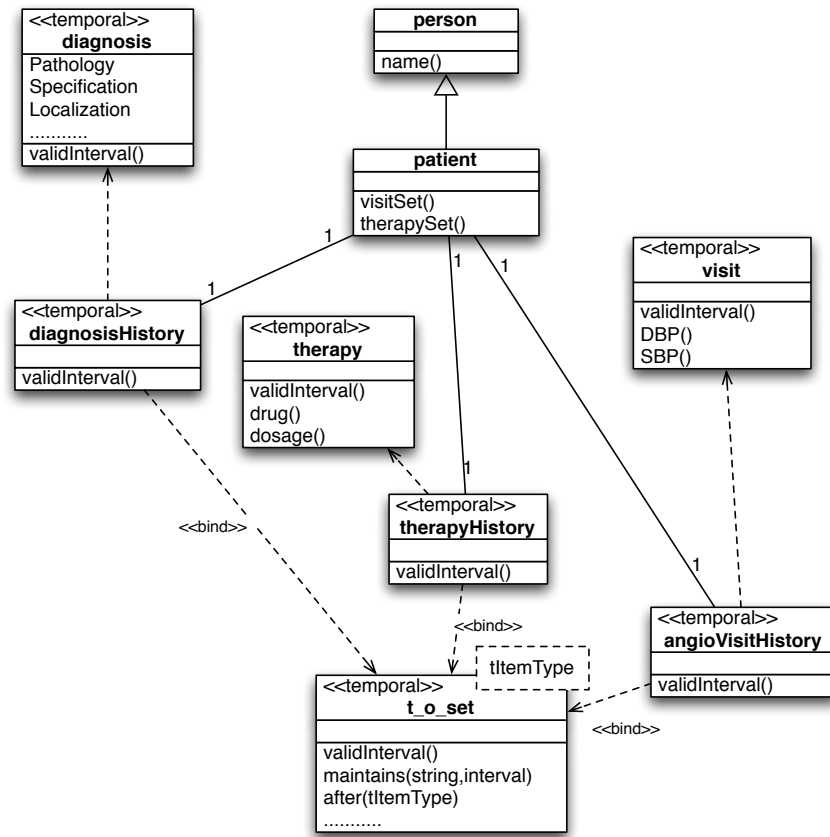 <<temporal>>
diagnosis
Pathology
Specification
Localization
...........
validInterval()
person
name()
patient
visitSet()
therapySet()
1
1
1
1
<<temporal>>
visit
validInterval()
DBP()
SBP()
<<temporal>>
diagnosisHistory
validInterval()
<<temporal>>
therapy
validInterval()
drug()
dosage()
1
<<temporal>>
therapyHistory
validInterval()
<<bind>>
1
<<temporal>>
angioVisitHistory
validInterval()
<<bind>>
tItemType
<<temporal>>
t_o_set
validInterval()
maintains(string,interval)
after(tItemType)
...........
<<bind>>